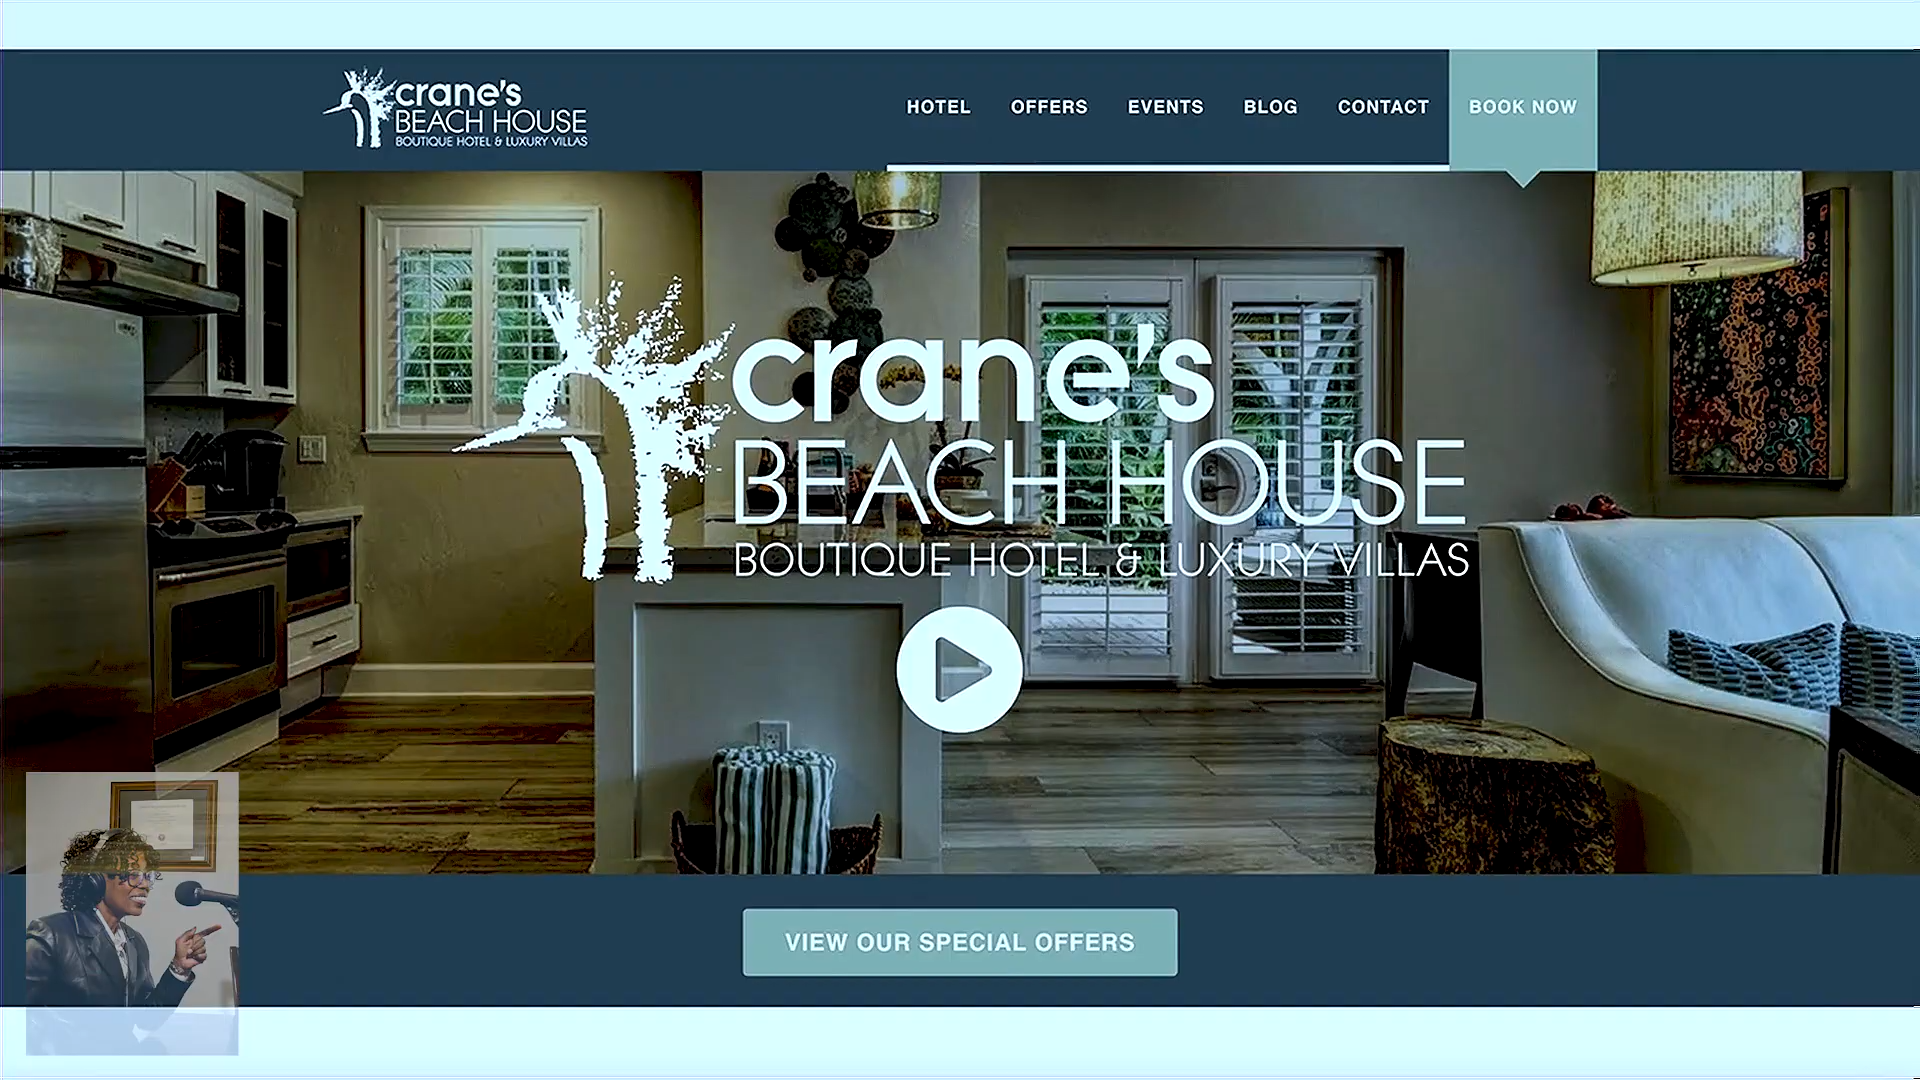 crane's
BEACH HOUSE
BOUTIQUE HOTEL & LUXURY VILLAS
HOTEL OFFERS EVENTS BLOG CONTACT BOOK NOW
crane's
BEACH HOUSE
BOUTIQUE HOTEL & LUXURY VILLAS
VIEW OUR SPECIAL OFFERS